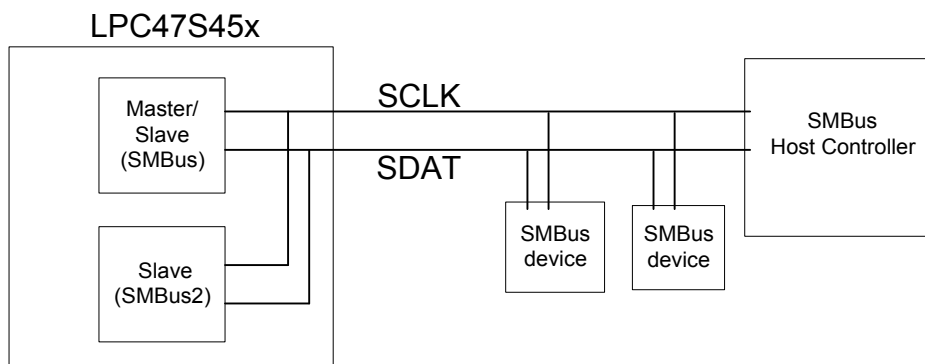 LPC47S45x
Master/
Slave
(SMBus)
SCLK
SDAT
SMBus
Host Controller
Slave
(SMBus2)
SMBus
device
SMBus
device